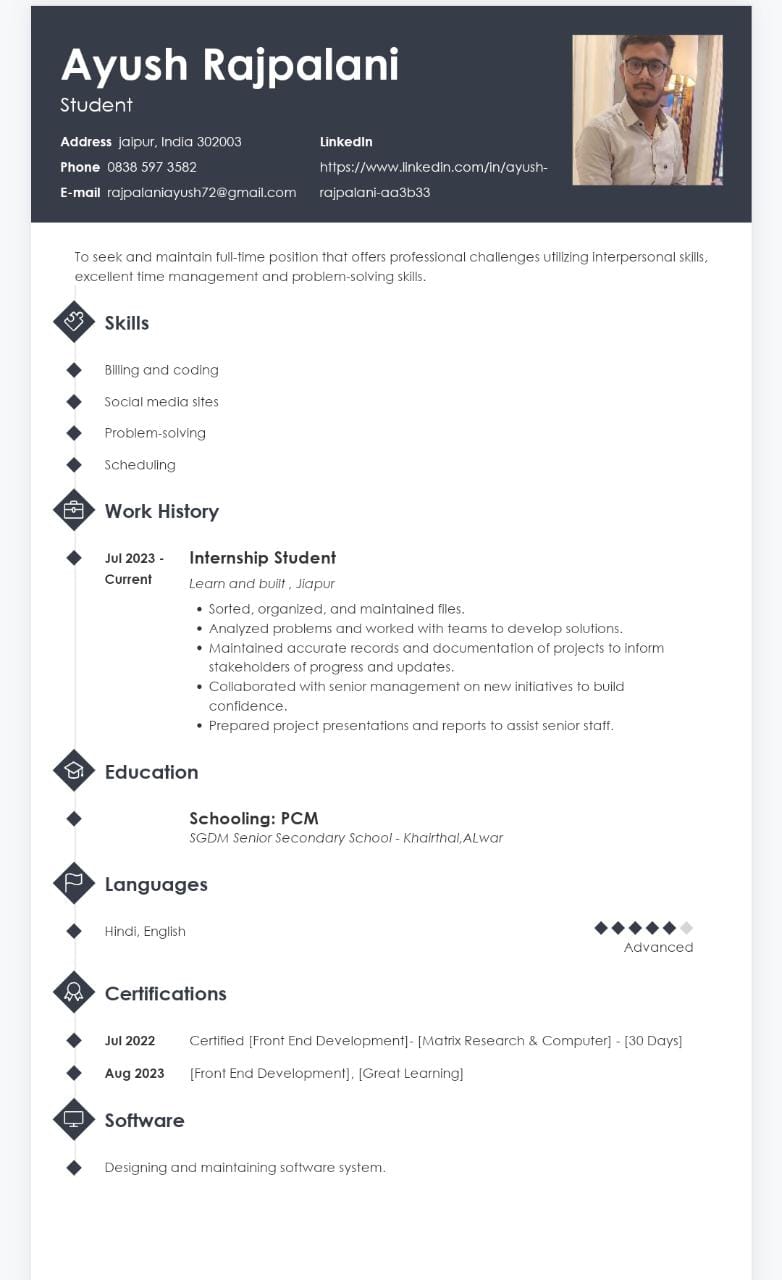 Ayush Rajpalani
Student
Address jaipur, India 302003
Phone 0838 597 3582
E-mail rajpalaniayush72@gmail.com
LinkedIn
https://www.linkedin.com/in/ayush-
rajpalani-aa3b33
To seek and maintain full-time position that offers professional challenges utilizing interpersonal skills,
excellent time management and problem-solving skills.
Skills
Billing and coding
Social media sites
Problem-solving
Scheduling
Work History
Jul 2023 -
Current
Internship Student
Learn and built , Jiapur
• Sorted, organized, and maintained files.
• Analyzed problems and worked with teams to develop solutions.
• Maintained accurate records and documentation of projects to inform
stakeholders of progress and updates.
• Collaborated with senior management on new initiatives to build
confidence.
• Prepared project presentations and reports to assist senior staff.
Education
Schooling: PCM
SGDM Senior Secondary School - Khairthal,ALwar
Languages
Hindi, English
Advanced
Certifications
Jul 2022 Certified [Front End Development]- [Matrix Research & Computer] - [30 Days]
Aug 2023 [Front End Development], [Great Learning]
Software
Designing and maintaining software system.